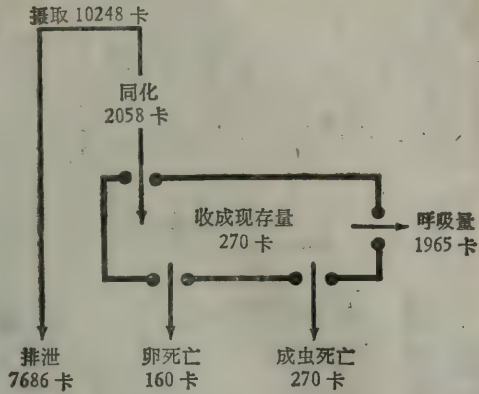 摄取 10248 卡
同化
2058 卡
收成现存量
270 卡
呼吸量
1965 卡
排泄
7686 卡
卵死亡
160 卡
成虫死亡
270 卡